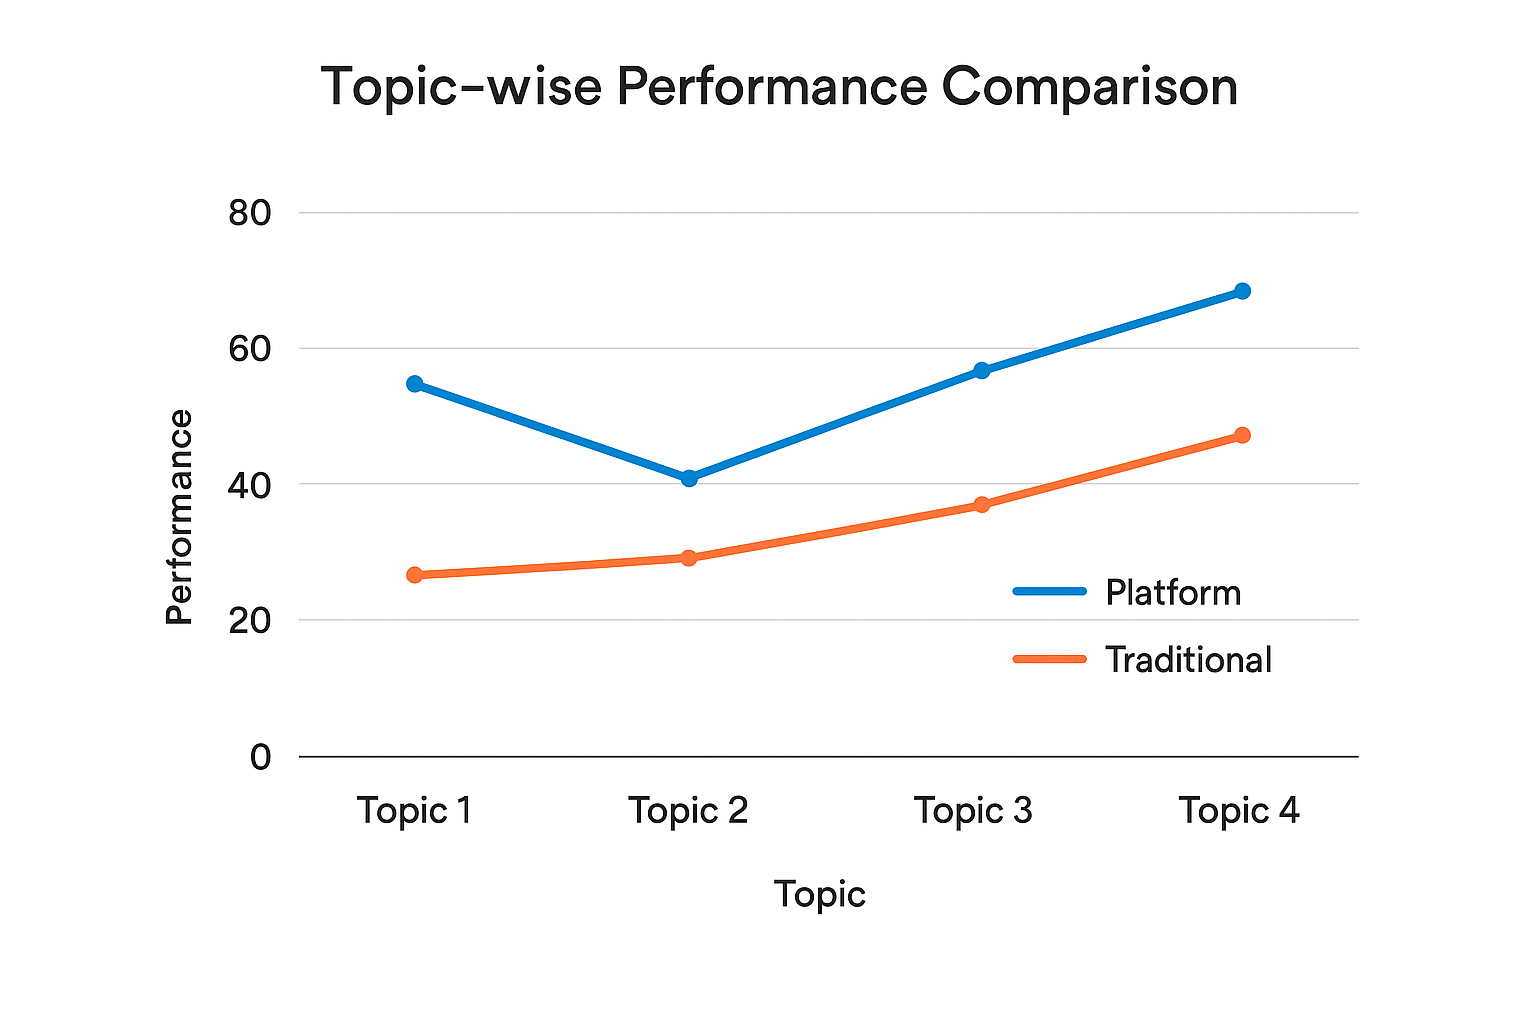 Topic-wise Performance Comparison
80
60
40
20
0
Performance
Platform
Traditional
Topic 1
Topic 2
Topic 3
Topic 4
Topic